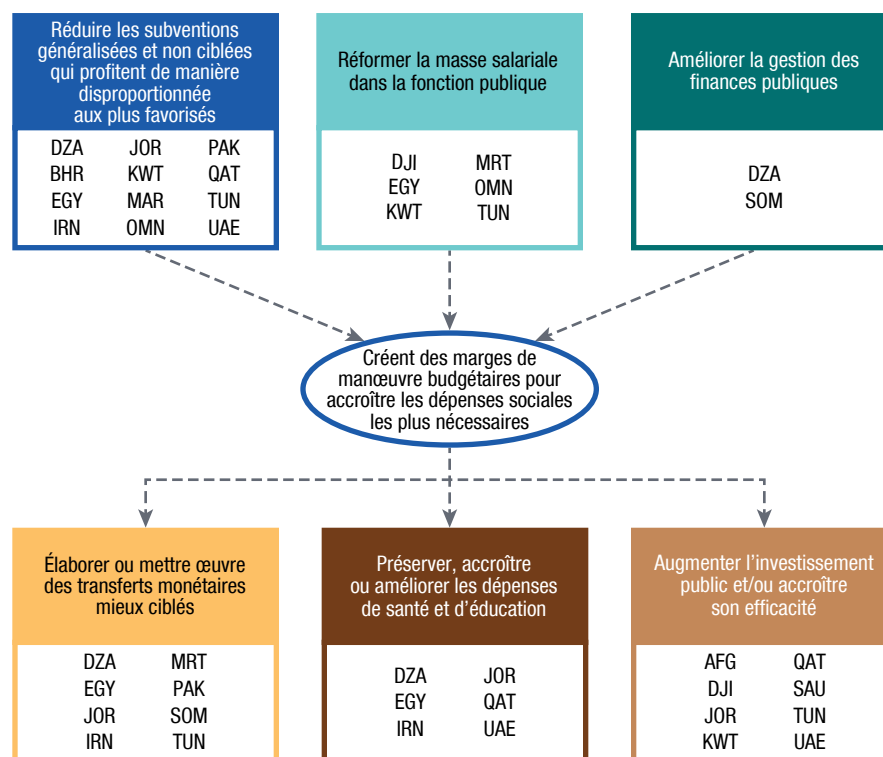 Réduire les subventions
généralisées et non ciblées
qui profitent de manière
disproportionnée
aux plus favorisés
DZA JOR PAK
BHR KWT QAT
EGY MAR TUN
IRN OMN UAE
Réformer la masse salariale
dans la fonction publique
DJI MRT
EGY OMN
KWT TUN
Améliorer la gestion des
finances publiques
DZA
SOM
Créent des marges de
manœuvre budgétaires pour
accroître les dépenses sociales
les plus nécessaires
Élaborer ou mettre œuvre
des transferts monétaires
mieux ciblés
DZA MRT
EGY PAK
JOR SOM
IRN TUN
Préserver, accroître
ou améliorer les dépenses
de santé et d’éducation
DZA JOR
EGY QAT
IRN UAE
Augmenter l’investissement
public et/ou accroître
son efficacité
AFG QAT
DJI SAU
JOR TUN
KWT UAE